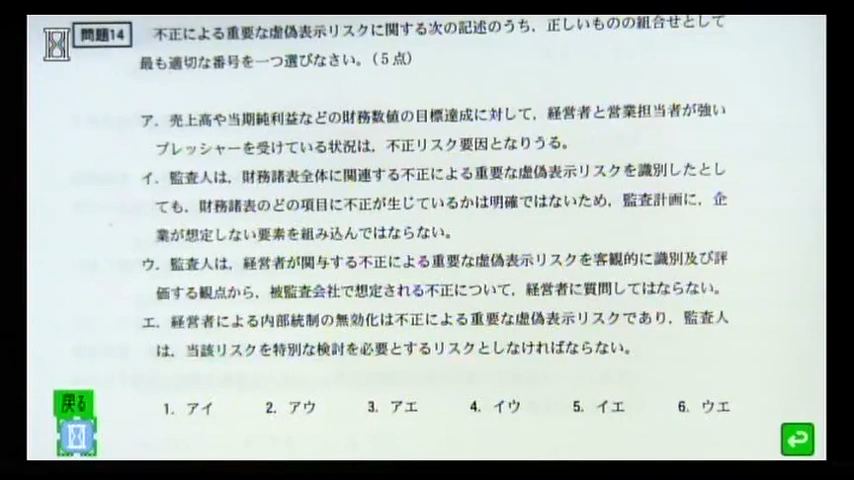 問題14 不正による重要な虚偽表示リスクに関する次の記述のうち、正しいものの組合せとして
最も適切な番号を一つ選びなさい。(5点)
ア.売上高や当期純利益などの財務数値の目標達成に対して、経営者と営業担当者が強い
プレッシャーを受けている状況は、不正リスク要因となりうる。
イ.監査人は、財務諸表全体に関連する不正による重要な虚偽表示リスクを識別したとし
ても、財務諸表のどの項目に不正が生じているかは明確ではないため、監査計画に、企
業が想定しない要素を組み込んではならない。
ウ.監査人は、経営者が関与する不正による重要な虚偽表示リスクを客観的に識別及び評
価する観点から、被監査会社で想定される不正について、経営者に質問してはならない。
エ.経営者による内部統制の無効化は不正による重要な虚偽表示リスクであり、監査人
は、当該リスクを特別な検討を必要とするリスクとしなければならない。
1. アイ 2. アウ 3. アエ 4. イウ 5. イエ 6. ウエ
戻る